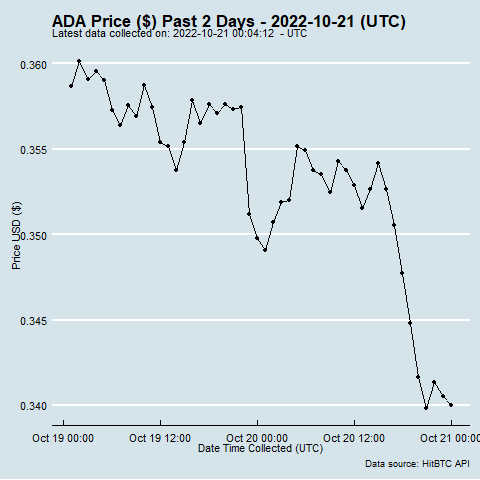 ADA Price ($) Past 2 Days - 2022-10-21 (UTC)
Latest data collected on: 2022-10-21 00:04:12  - UTC
0.360
0.355
0.350
0.345
0.340
Price USD ($)
Oct 19 00:00 Oct 19 12:00 Oct 20 00:00 Oct 20 12:00 Oct 21 00:00
Date Time Collected (UTC)
Data source: HitBTC API